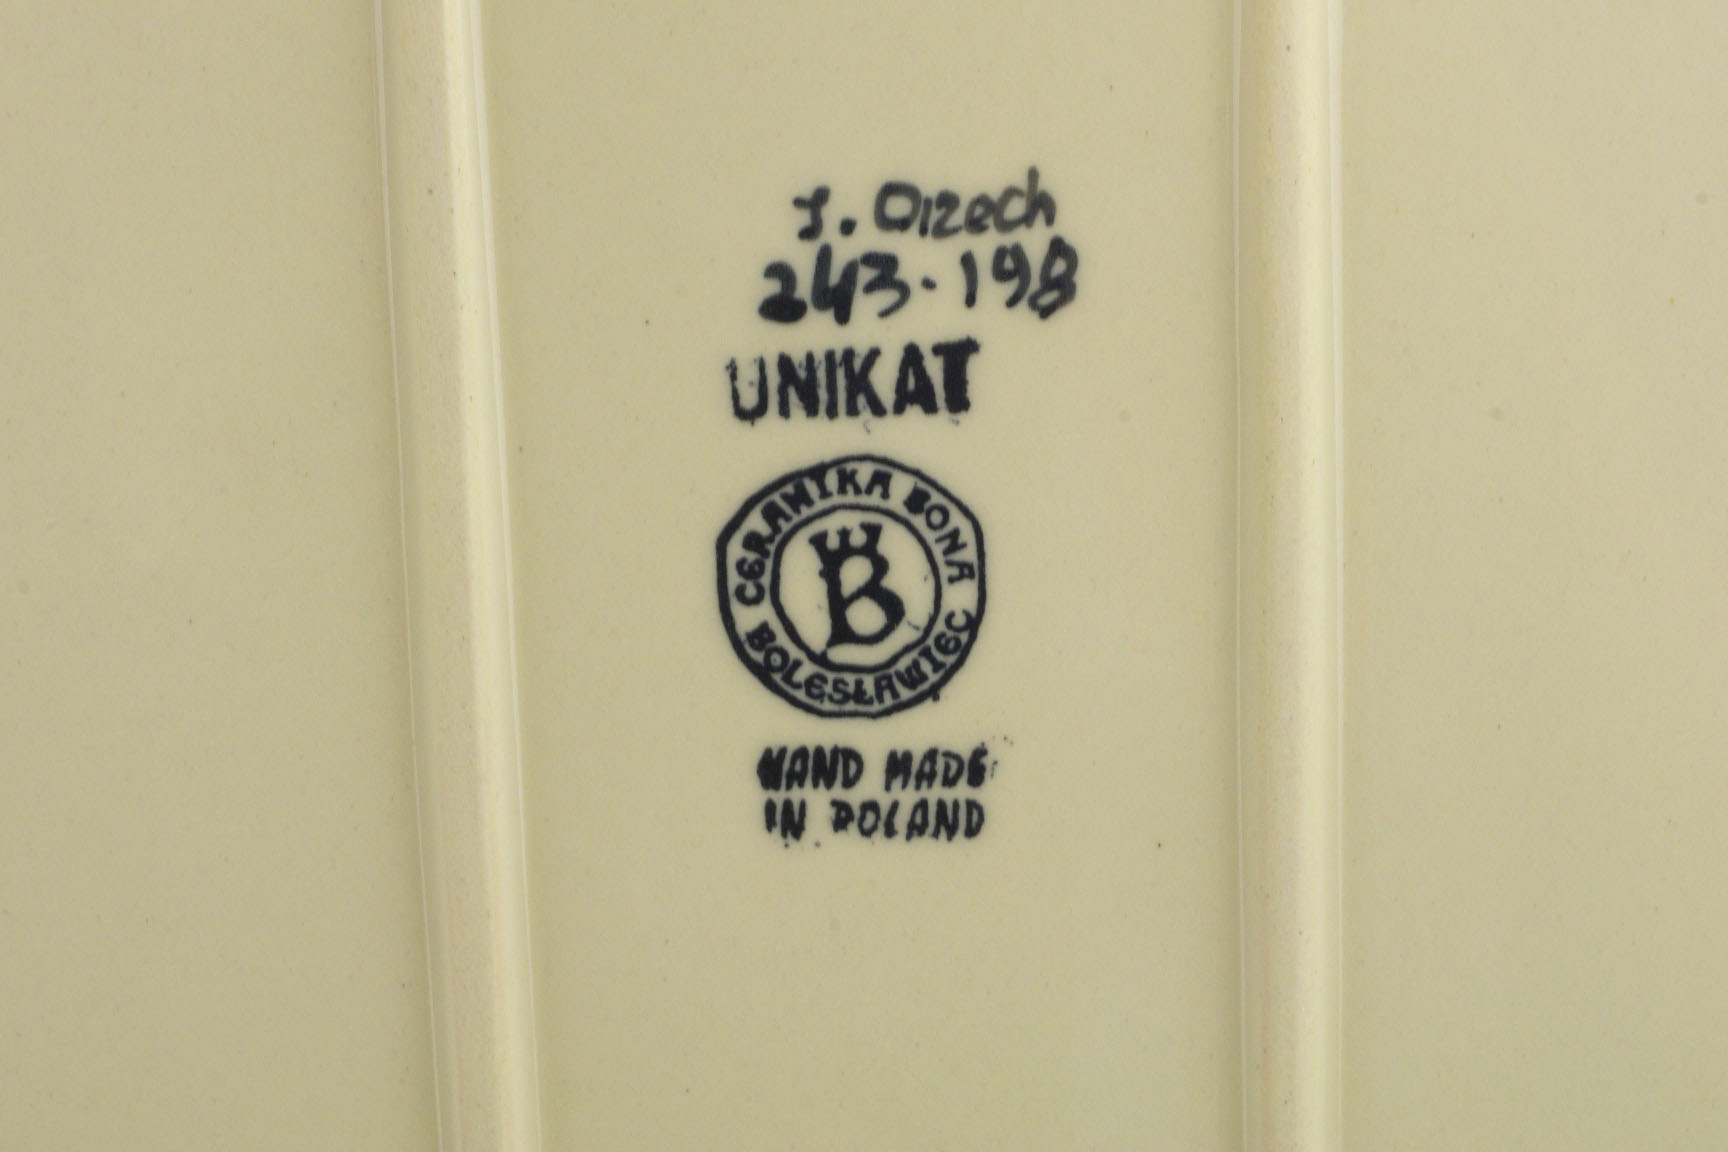 J. Orzech
243-198
UNIKAT
CERAMIKA BONA
B
BOLESŁAWIEC
HAND MADE
IN POLAND